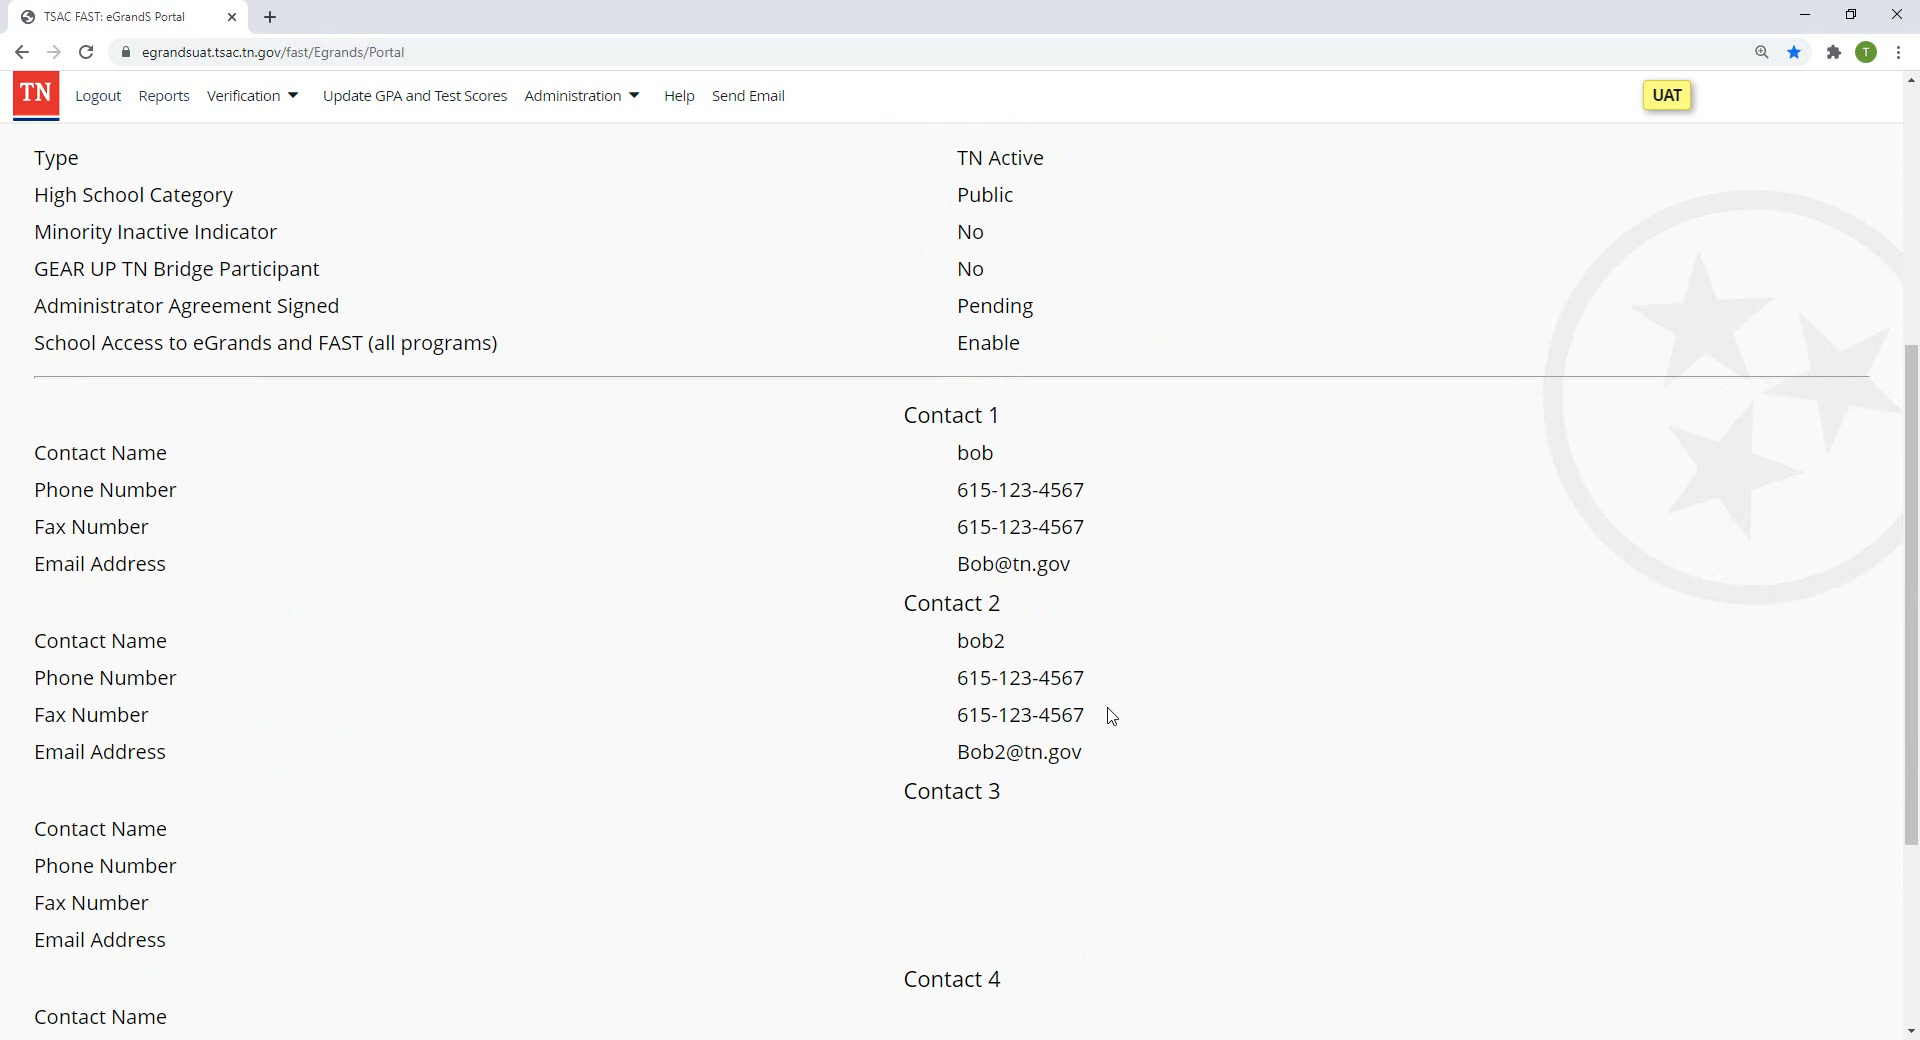 TSAC FAST: eGrandS Portal
egrandsuat.tsac.tn.gov/fast/Egrands/Portal
T
TN Logout Reports Verification Update GPA and Test Scores Administration Help Send Email UAT
Type TN Active
High School Category Public
Minority Inactive Indicator No
GEAR UP TN Bridge Participant No
Administrator Agreement Signed Pending
School Access to eGrands and FAST (all programs) Enable
Contact 1
Contact Name bob
Phone Number 615-123-4567
Fax Number 615-123-4567
Email Address Bob@tn.gov
Contact 2
Contact Name bob2
Phone Number 615-123-4567
Fax Number 615-123-4567
Email Address Bob2@tn.gov
Contact 3
Contact Name
Phone Number
Fax Number
Email Address
Contact 4
Contact Name